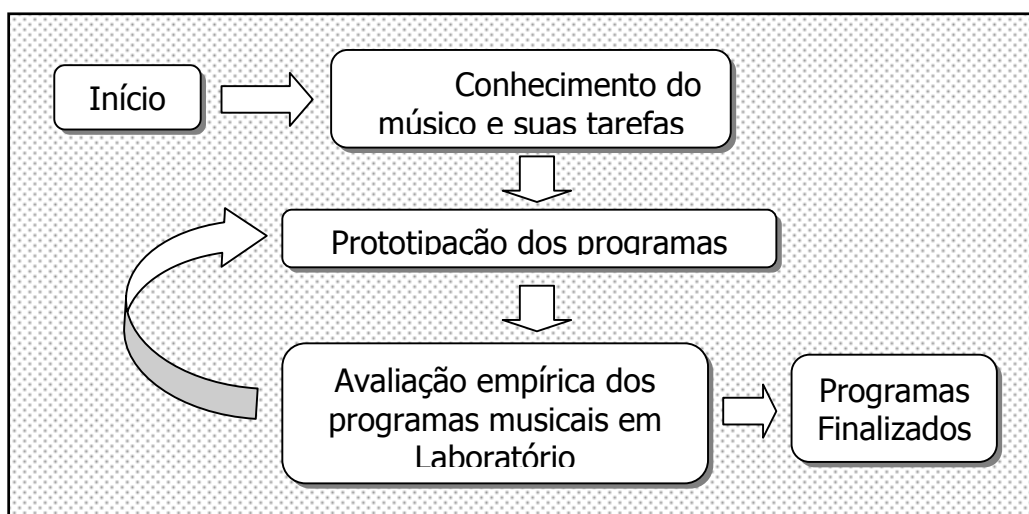 Início
Conhecimento do
músico e suas tarefas
Prototipação dos programas
Avaliação empírica dos
programas musicais em
Laboratório
Programas
Finalizados